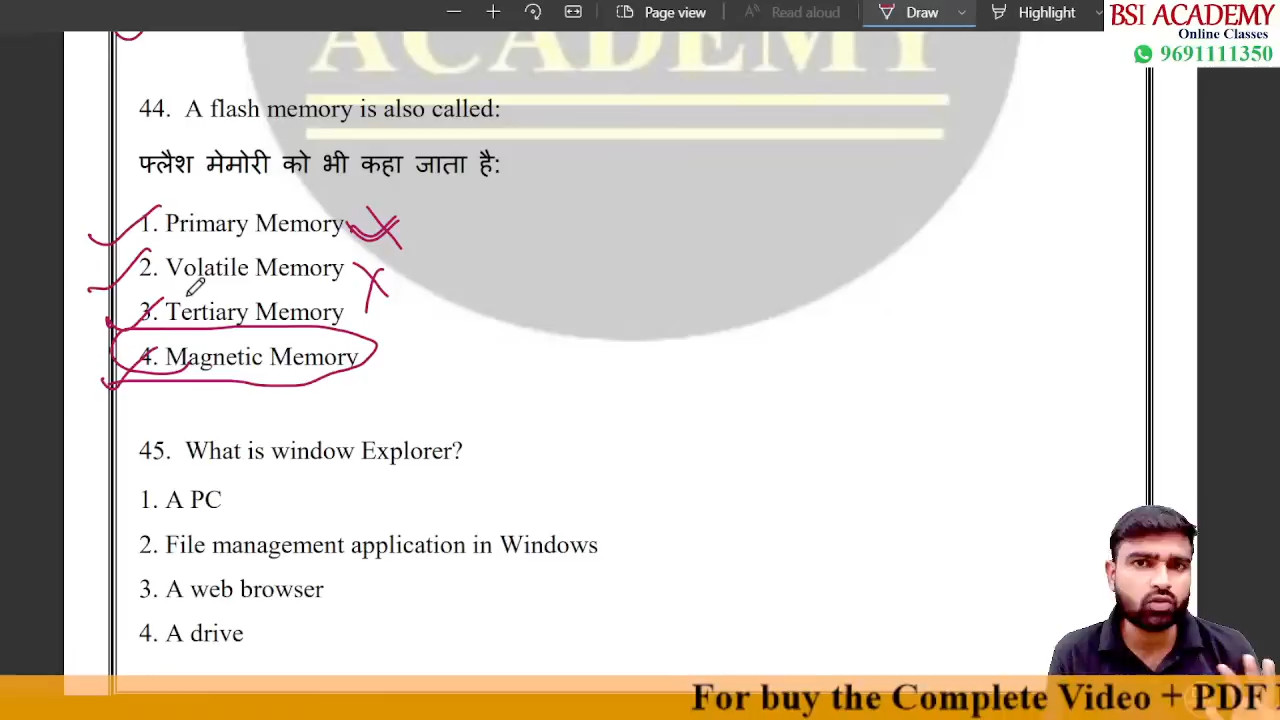 Page view
Read aloud
Draw
Highlight
BSI ACADEMY
Online Classes
9691111350
ACADEMY
44. A flash memory is also called:
फ्लैश मेमोरी को भी कहा जाता है:
1. Primary Memory
2. Volatile Memory
3. Tertiary Memory
4. Magnetic Memory
45. What is window Explorer?
1. A PC
2. File management application in Windows
3. A web browser
4. A drive
For buy the Complete Video + PDF